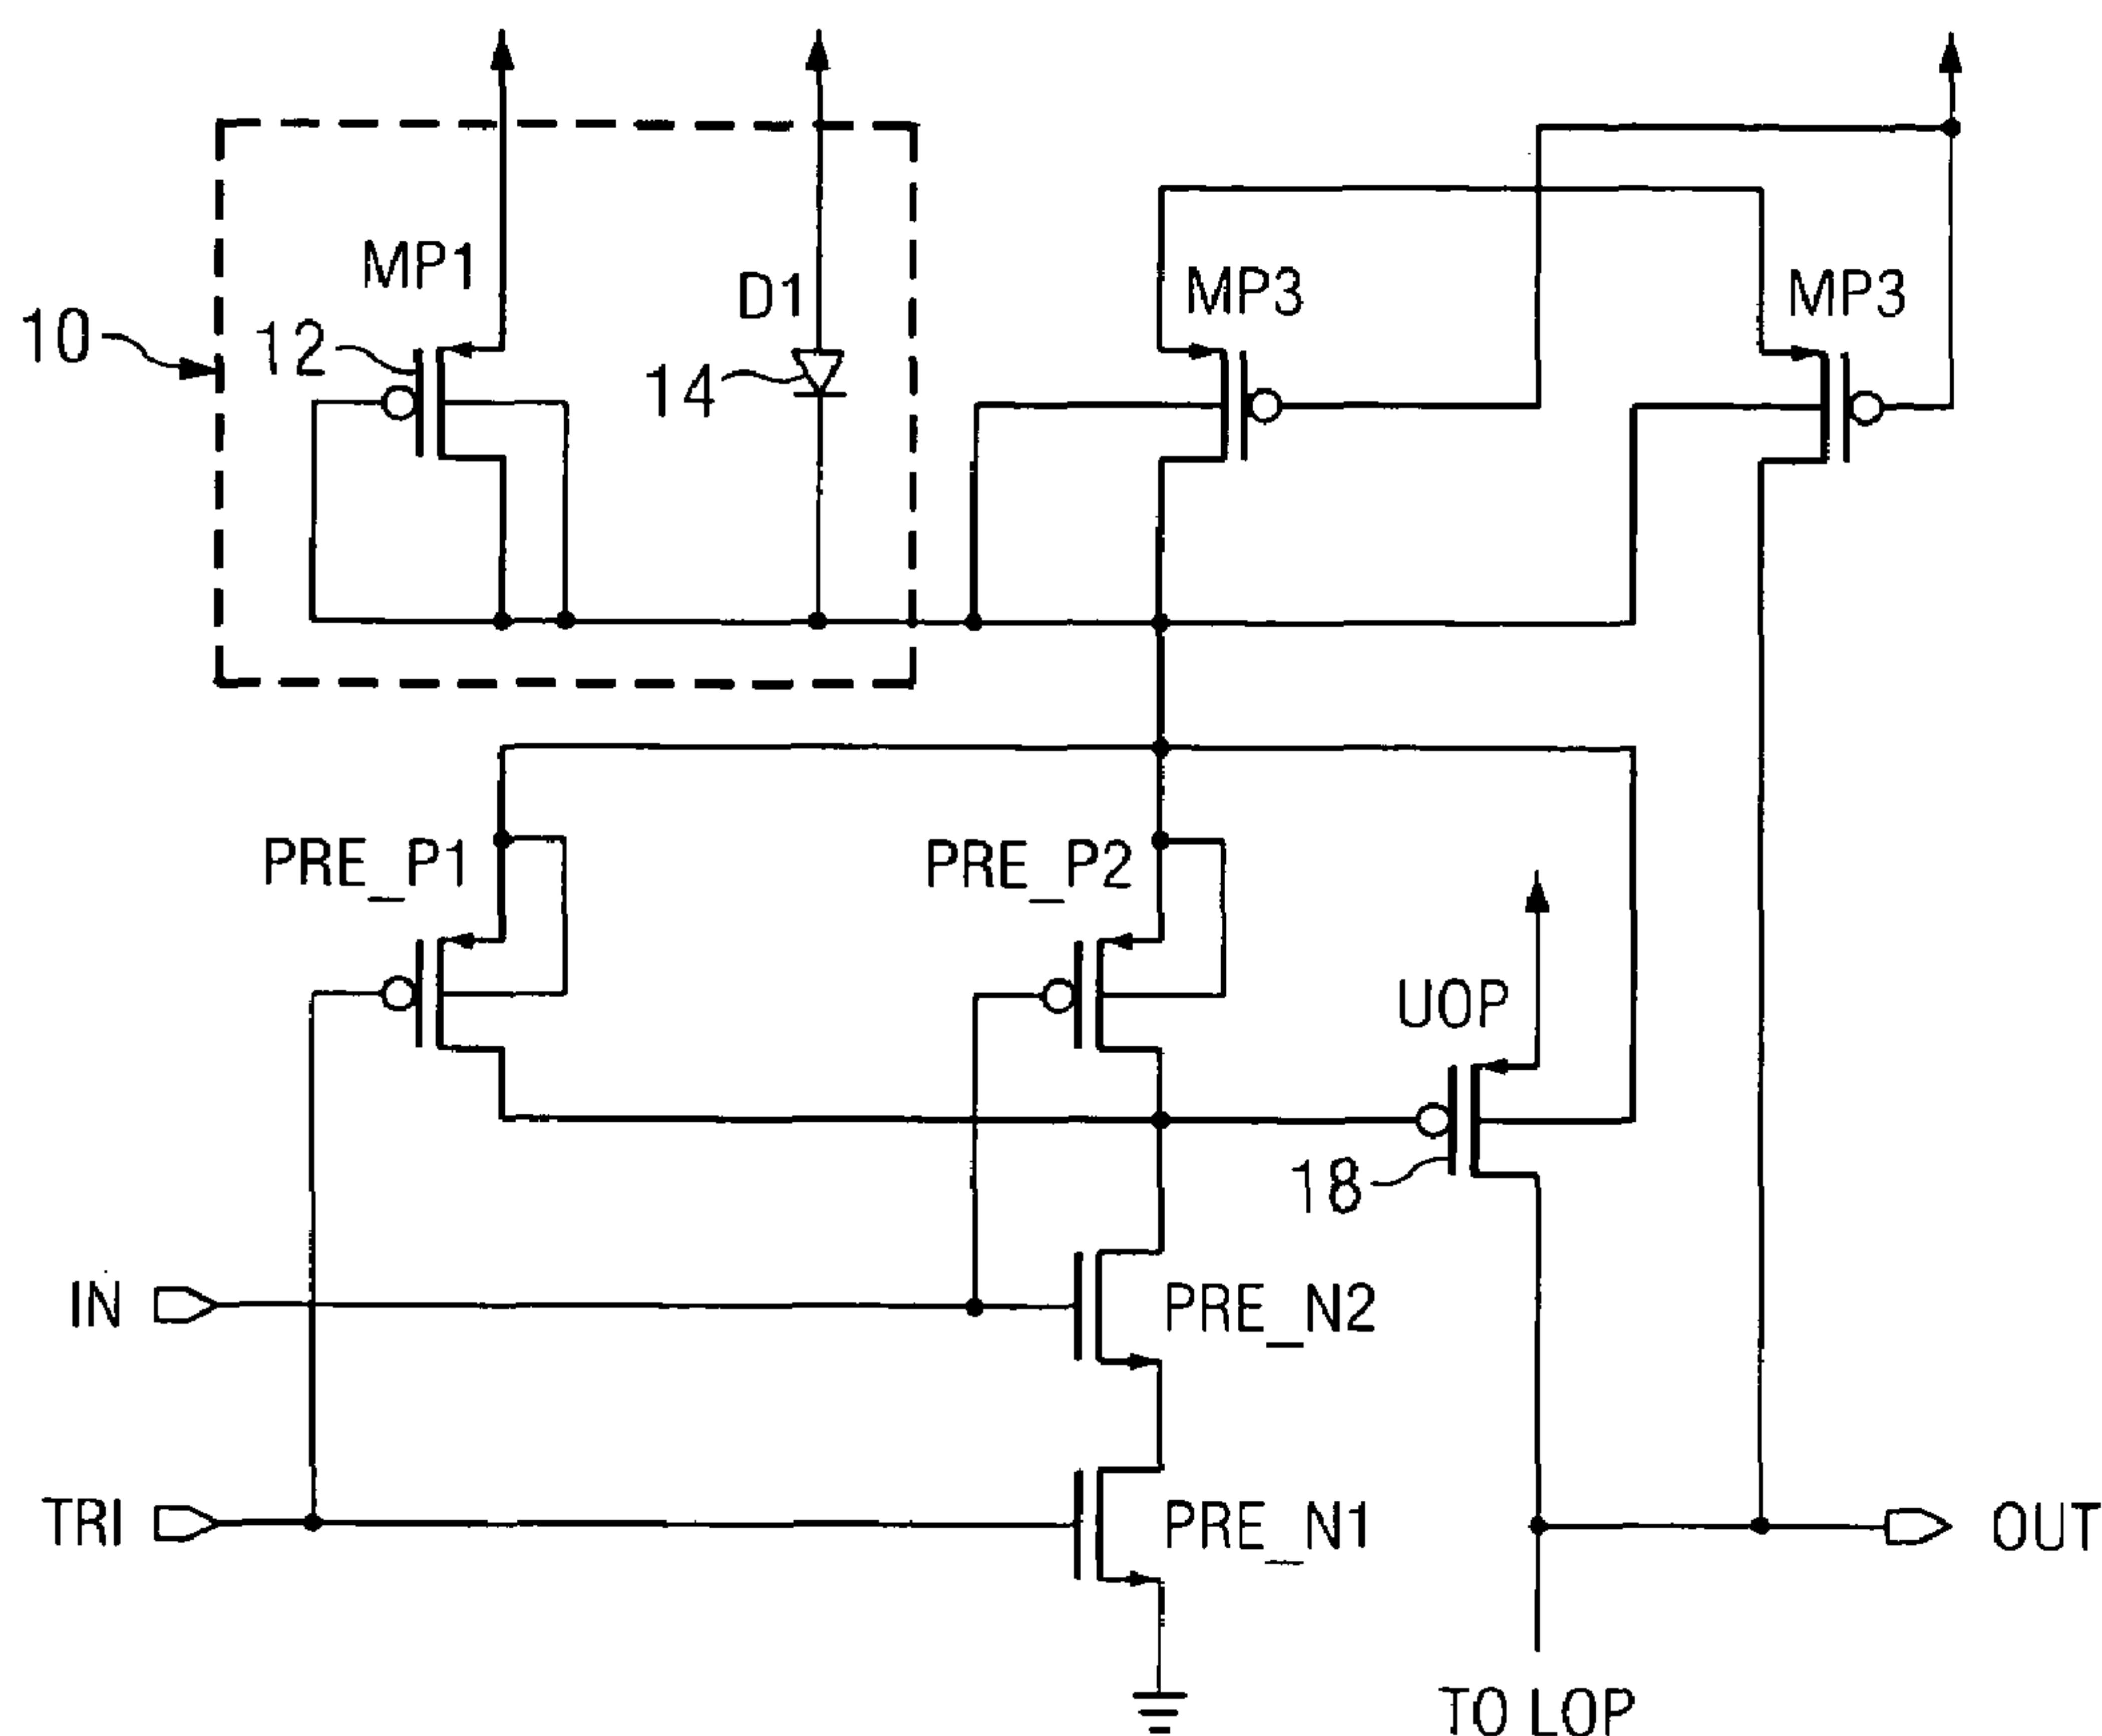 MP1
D1
MP3
MP3
10
12
14
PRE_P1
PRE_P2
UOP
18
IN
PRE_N2
TRI
PRE_N1
OUT
TO LOP